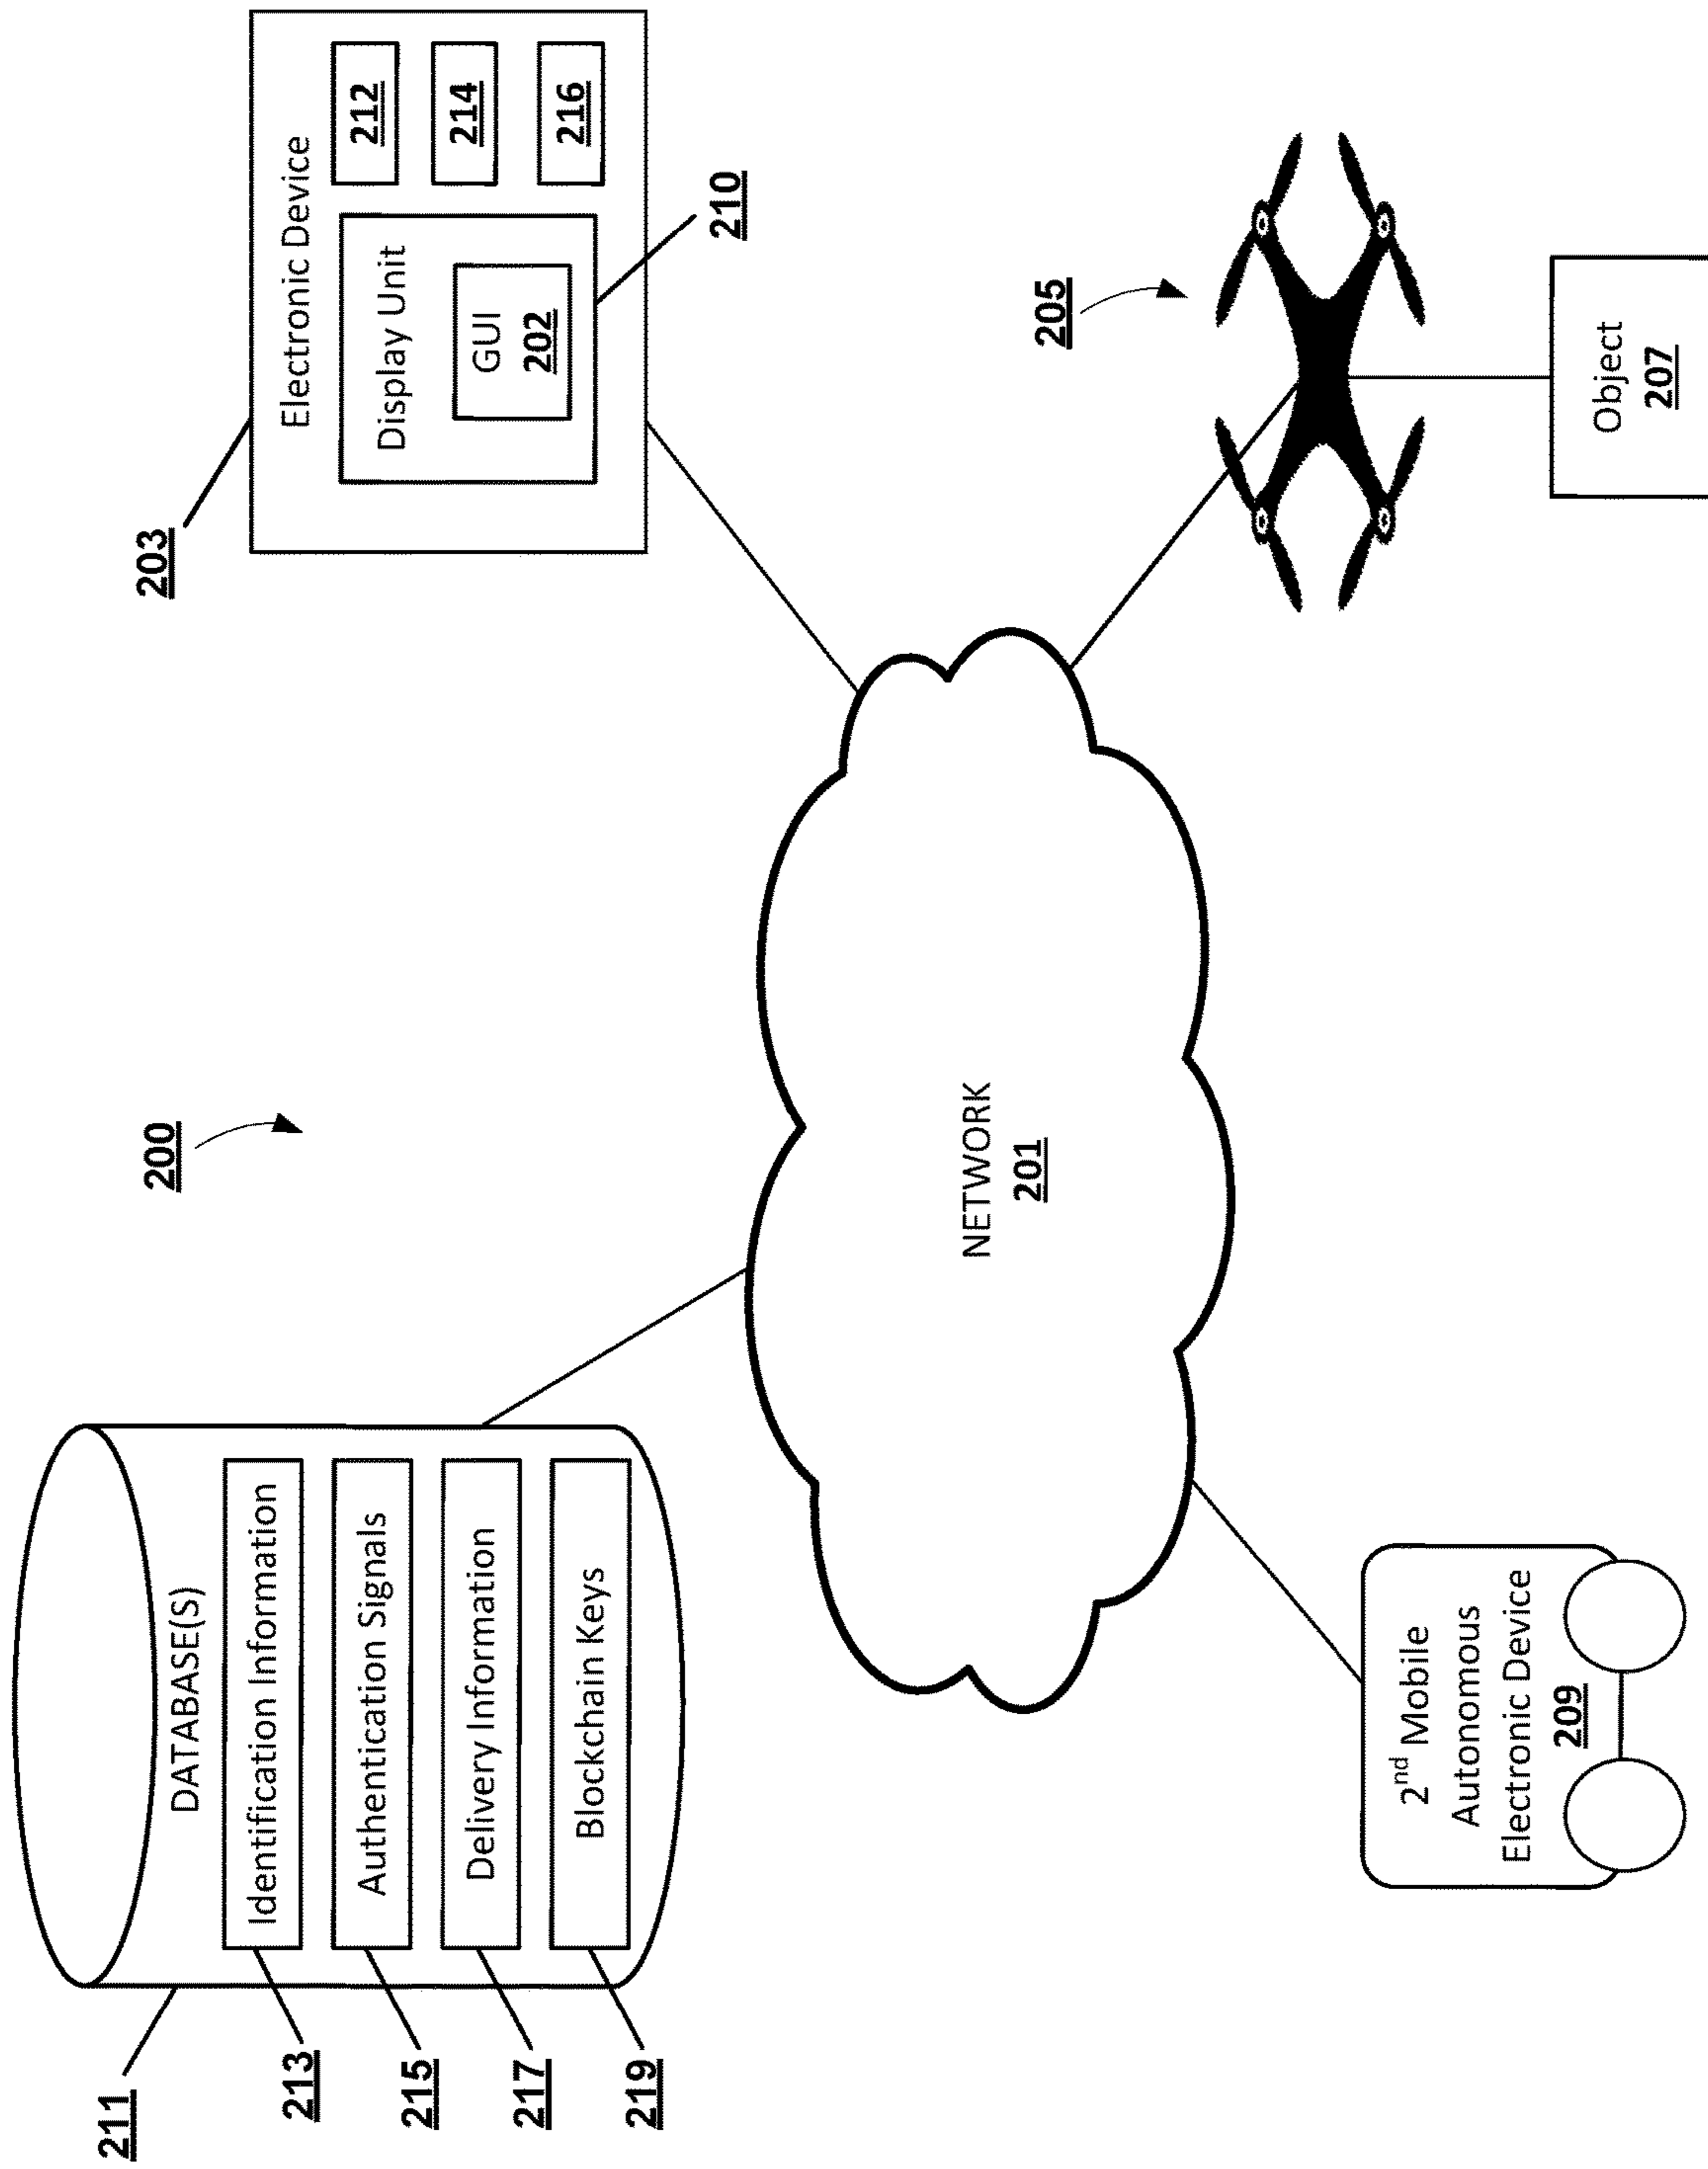 200
211
DATABASE(S)
Identification Information
Authentication Signals
Delivery Information
Blockchain Keys
213
215
217
219
203
Electronic Device
Display Unit
GUI
202
212
214
216
210
NETWORK
201
2nd Mobile
Autonomous
Electronic Device
209
205
Object
207